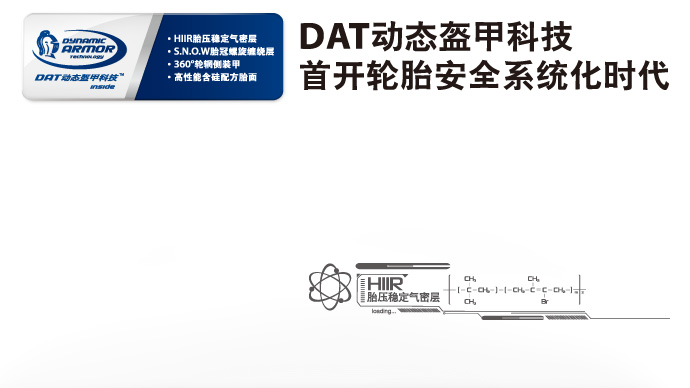 DYNAMIC
ARMOR
TECHNOLOGY
DAT动态盔甲科技™
inside
• HIIR胎压稳定气密层
• S.N.O.W胎冠螺旋缠绕层
• 360°轮辋侧装甲
• 高性能含硅配方胎面
DAT动态盔甲科技
首开轮胎安全系统化时代
HIIR
胎压稳定气密层
loading...
CH₃ CH₃
[ C - CH₂ ] [ CH₂ - C - C - CH₂ ]
CH₃ Br